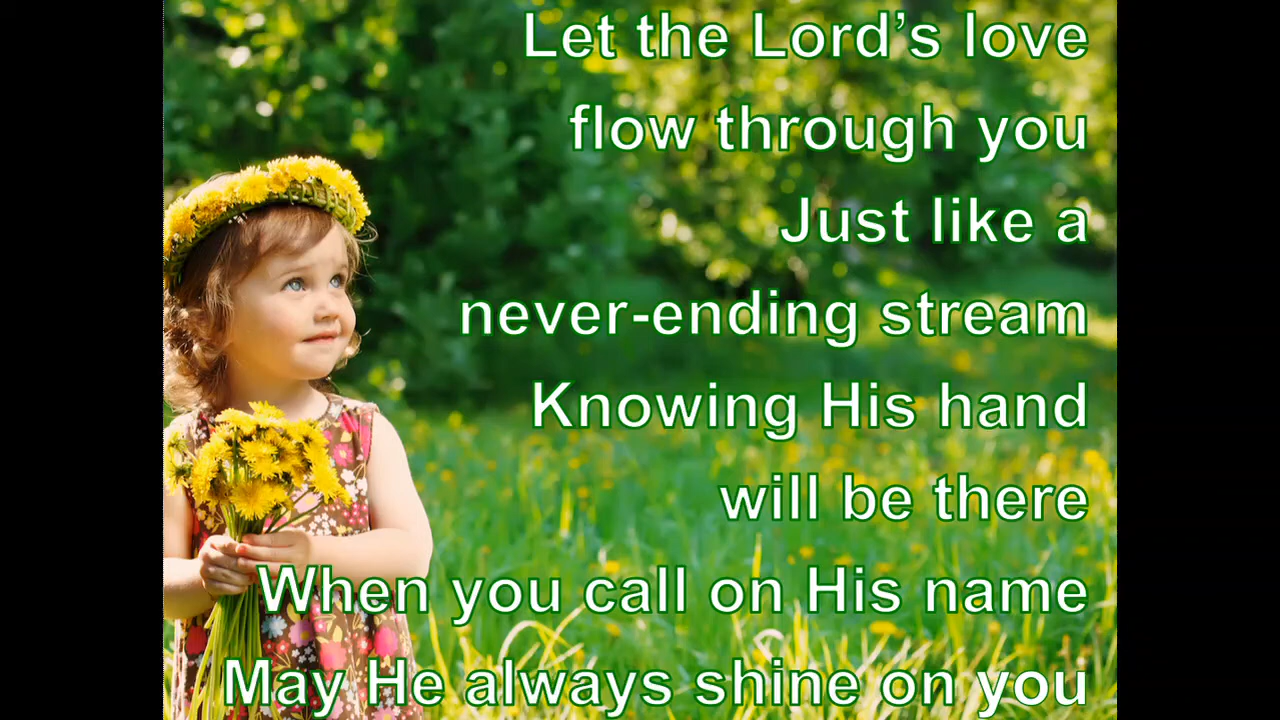 Let the Lord’s love
flow through you
Just like a
never-ending stream
Knowing His hand
will be there
When you call on His name
May He always shine on you